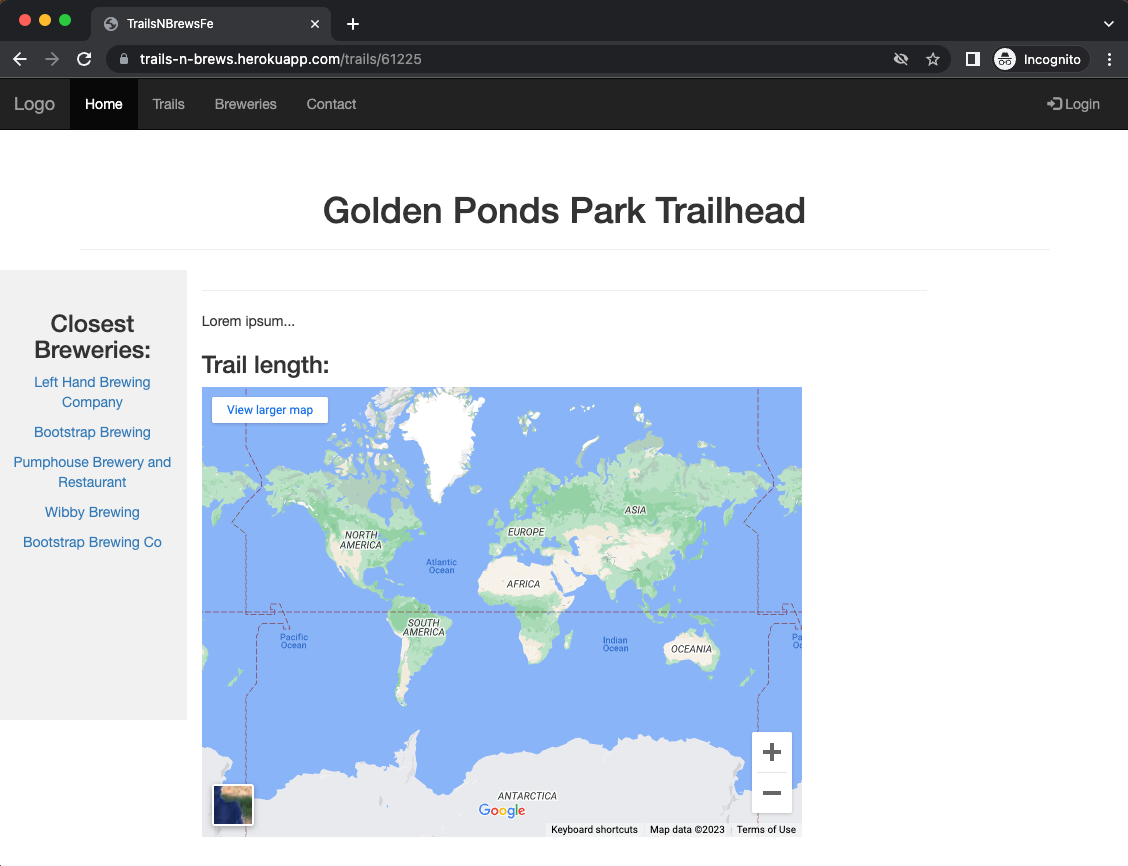 TrailsNBrewsFe
trails-n-brews.herokuapp.com/trails/61225
Incognito
Logo Home Trails Breweries Contact Login
Golden Ponds Park Trailhead
Closest
Breweries:
Left Hand Brewing
Company
Bootstrap Brewing
Pumphouse Brewery and
Restaurant
Wibby Brewing
Bootstrap Brewing Co
Lorem ipsum...
Trail length:
View larger map
NORTH
AMERICA
EUROPE
ASIA
Atlantic
Ocean
AFRICA
SOUTH
AMERICA
Pacific
Ocean
Indian
Ocean
OCEANIA
Pa
Oc
ANTARCTICA
Google
Keyboard shortcuts Map data ©2023 Terms of Use